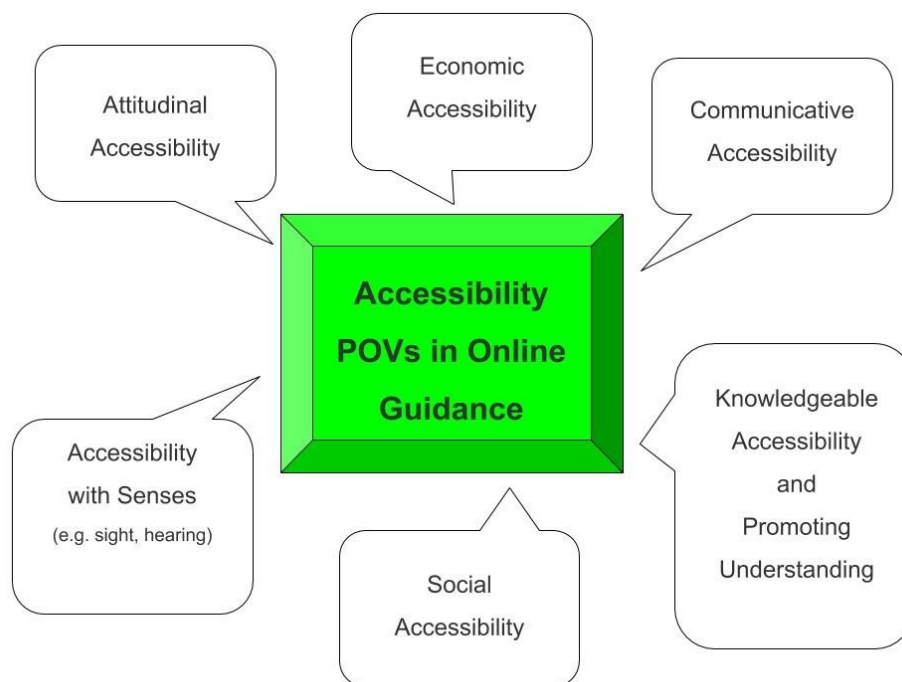 Attitudinal
Accessibility
Economic
Accessibility
Communicative
Accessibility
Accessibility
POVs in Online
Guidance
Accessibility
with Senses
(e.g. sight, hearing)
Social
Accessibility
Knowledgeable
Accessibility
and
Promoting
Understanding